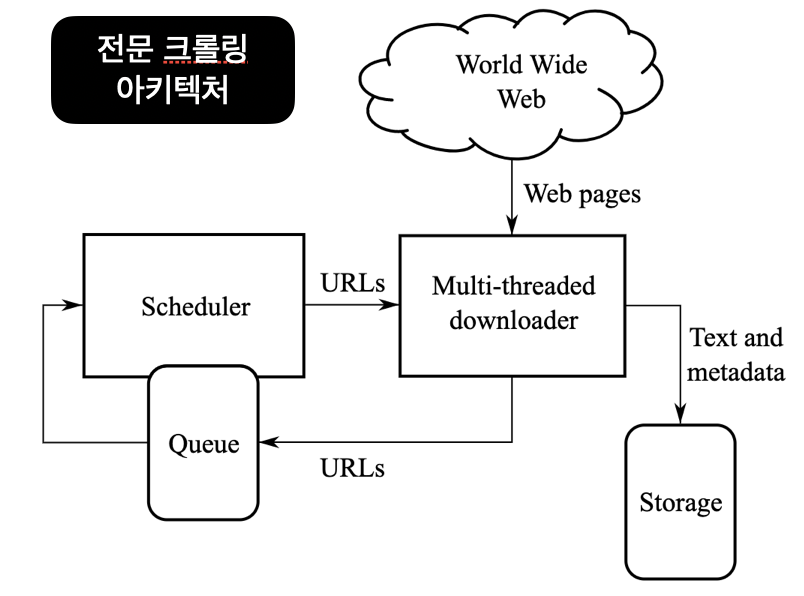 전문 크롤링
아키텍처
World Wide
Web
Web pages
Scheduler
URLs
Multi-threaded
downloader
Text and
metadata
Queue
URLs
Storage